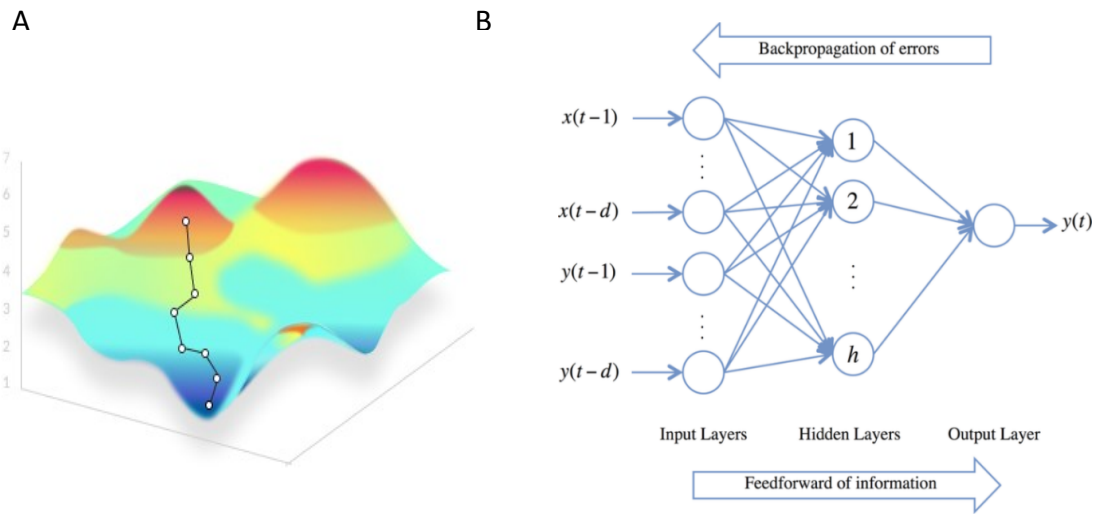 A
B
7
6
5
4
3
2
1
Backpropagation of errors
x(t−1)
⋮
x(t−d)
y(t−1)
⋮
y(t−d)
1
2
⋮
h
y(t)
Input Layers
Hidden Layers
Output Layer
Feedforward of information